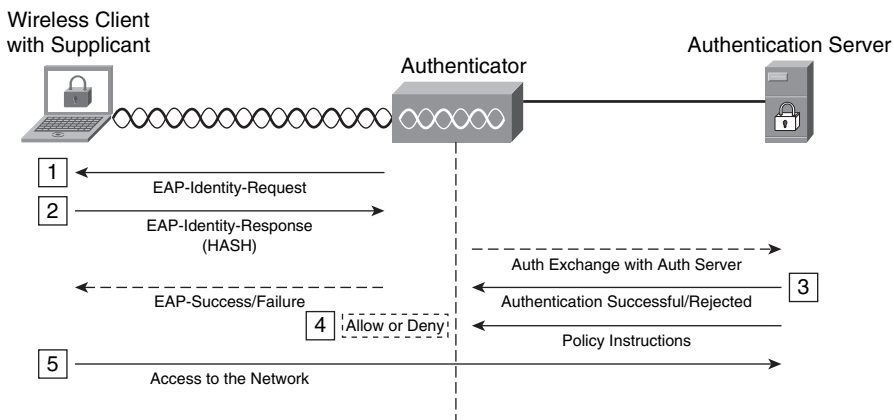 Wireless Client
with Supplicant
Authenticator
Authentication Server
1
EAP-Identity-Request
2
EAP-Identity-Response
(HASH)
Auth Exchange with Auth Server
EAP-Success/Failure
Authentication Successful/Rejected
3
4
Allow or Deny
Policy Instructions
5
Access to the Network